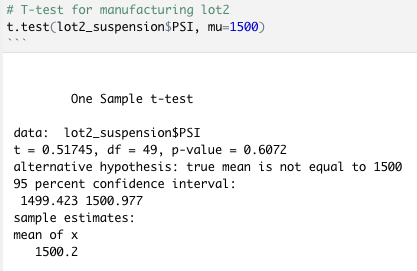 # T-test for manufacturing lot2
t.test(lot2_suspension$PSI, mu=1500)
```
One Sample t-test
data:  lot2_suspension$PSI
t = 0.51745, df = 49, p-value = 0.6072
alternative hypothesis: true mean is not equal to 1500
95 percent confidence interval:
1499.423 1500.977
sample estimates:
mean of x
1500.2